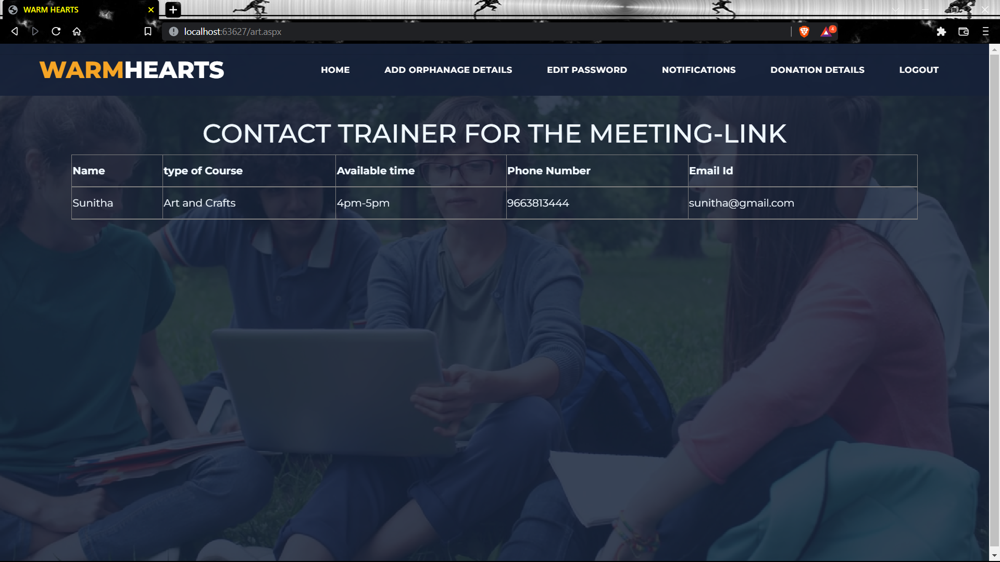 WARM HEARTS
localhost:63627/art.aspx
4
WARMHEARTS HOME ADD ORPHANAGE DETAILS EDIT PASSWORD NOTIFICATIONS DONATION DETAILS LOGOUT
CONTACT TRAINER FOR THE MEETING-LINK
Name type of Course Available time Phone Number Email Id
Sunitha Art and Crafts 4pm-5pm 9663813444 sunitha@gmail.com